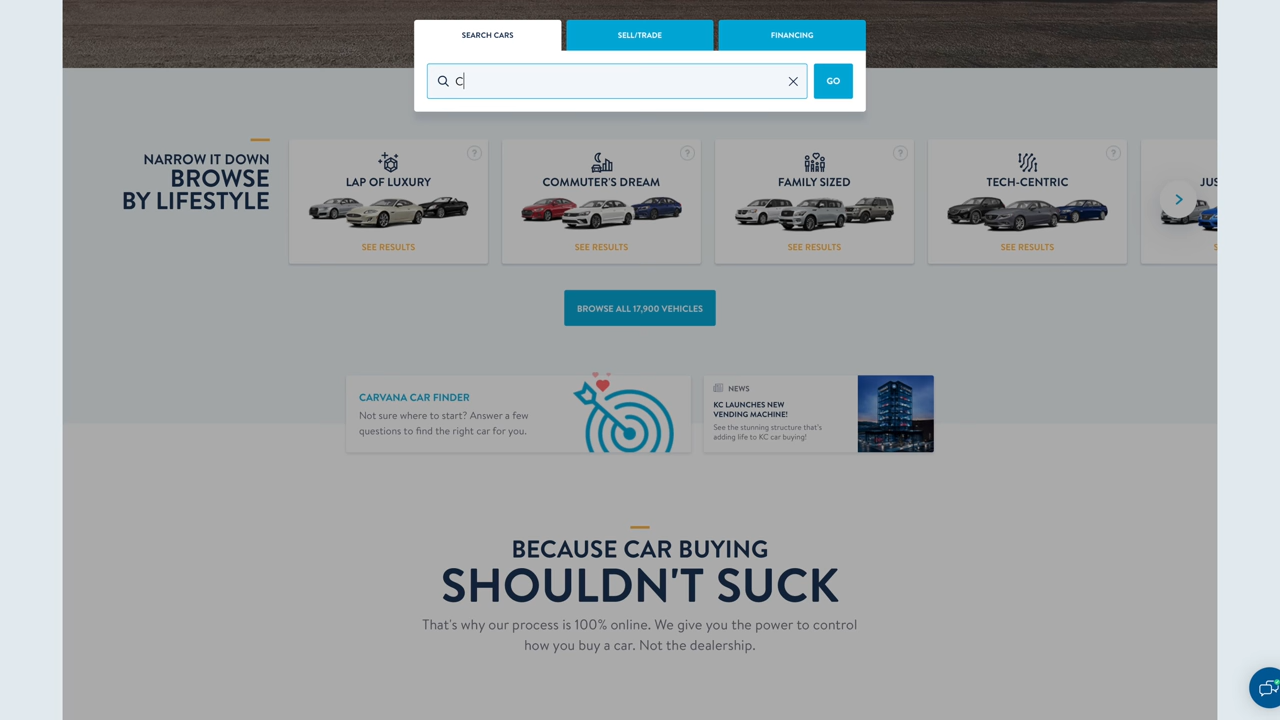 SEARCH CARS
SELL/TRADE
FINANCING
C
GO
NARROW IT DOWN
BROWSE
BY LIFESTYLE
?
LAP OF LUXURY
SEE RESULTS
?
COMMUTER'S DREAM
SEE RESULTS
?
FAMILY SIZED
SEE RESULTS
?
TECH-CENTRIC
SEE RESULTS
JUS
S
BROWSE ALL 17,900 VEHICLES
CARVANA CAR FINDER
Not sure where to start? Answer a few
questions to find the right car for you.
NEWS
KC LAUNCHES NEW
VENDING MACHINE!
See the stunning structure that's
adding life to KC car buying!
BECAUSE CAR BUYING
SHOULDN'T SUCK
That's why our process is 100% online. We give you the power to control
how you buy a car. Not the dealership.